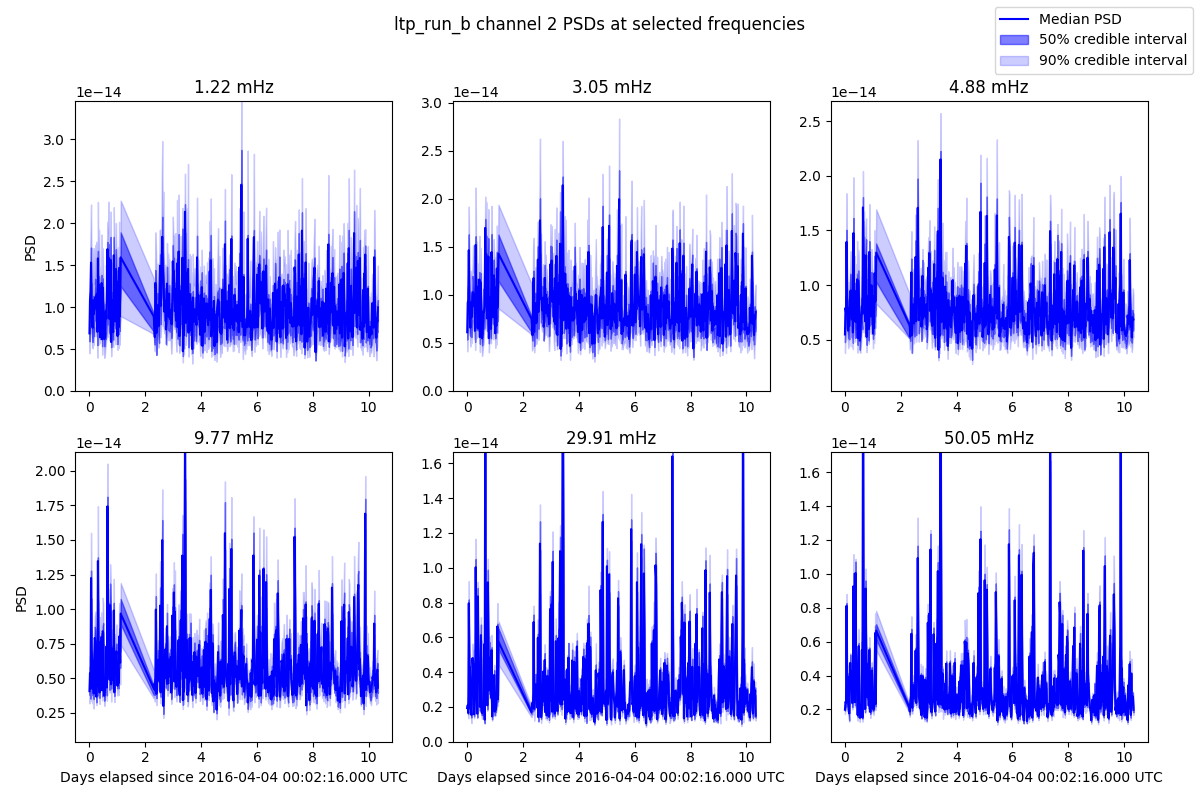 ltp_run_b channel 2 PSDs at selected frequencies
Median PSD
50% credible interval
90% credible interval
1.22 mHz
1e−14
PSD
3.0
2.5
2.0
1.5
1.0
0.5
0.0
0 2 4 6 8 10
3.05 mHz
1e−14
3.0
2.5
2.0
1.5
1.0
0.5
0.0
0 2 4 6 8 10
4.88 mHz
1e−14
2.5
2.0
1.5
1.0
0.5
0 2 4 6 8 10
9.77 mHz
1e−14
PSD
2.00
1.75
1.50
1.25
1.00
0.75
0.50
0.25
0 2 4 6 8 10
Days elapsed since 2016-04-04 00:02:16.000 UTC
29.91 mHz
1e−14
1.6
1.4
1.2
1.0
0.8
0.6
0.4
0.2
0.0
0 2 4 6 8 10
Days elapsed since 2016-04-04 00:02:16.000 UTC
50.05 mHz
1e−14
1.6
1.4
1.2
1.0
0.8
0.6
0.4
0.2
0 2 4 6 8 10
Days elapsed since 2016-04-04 00:02:16.000 UTC